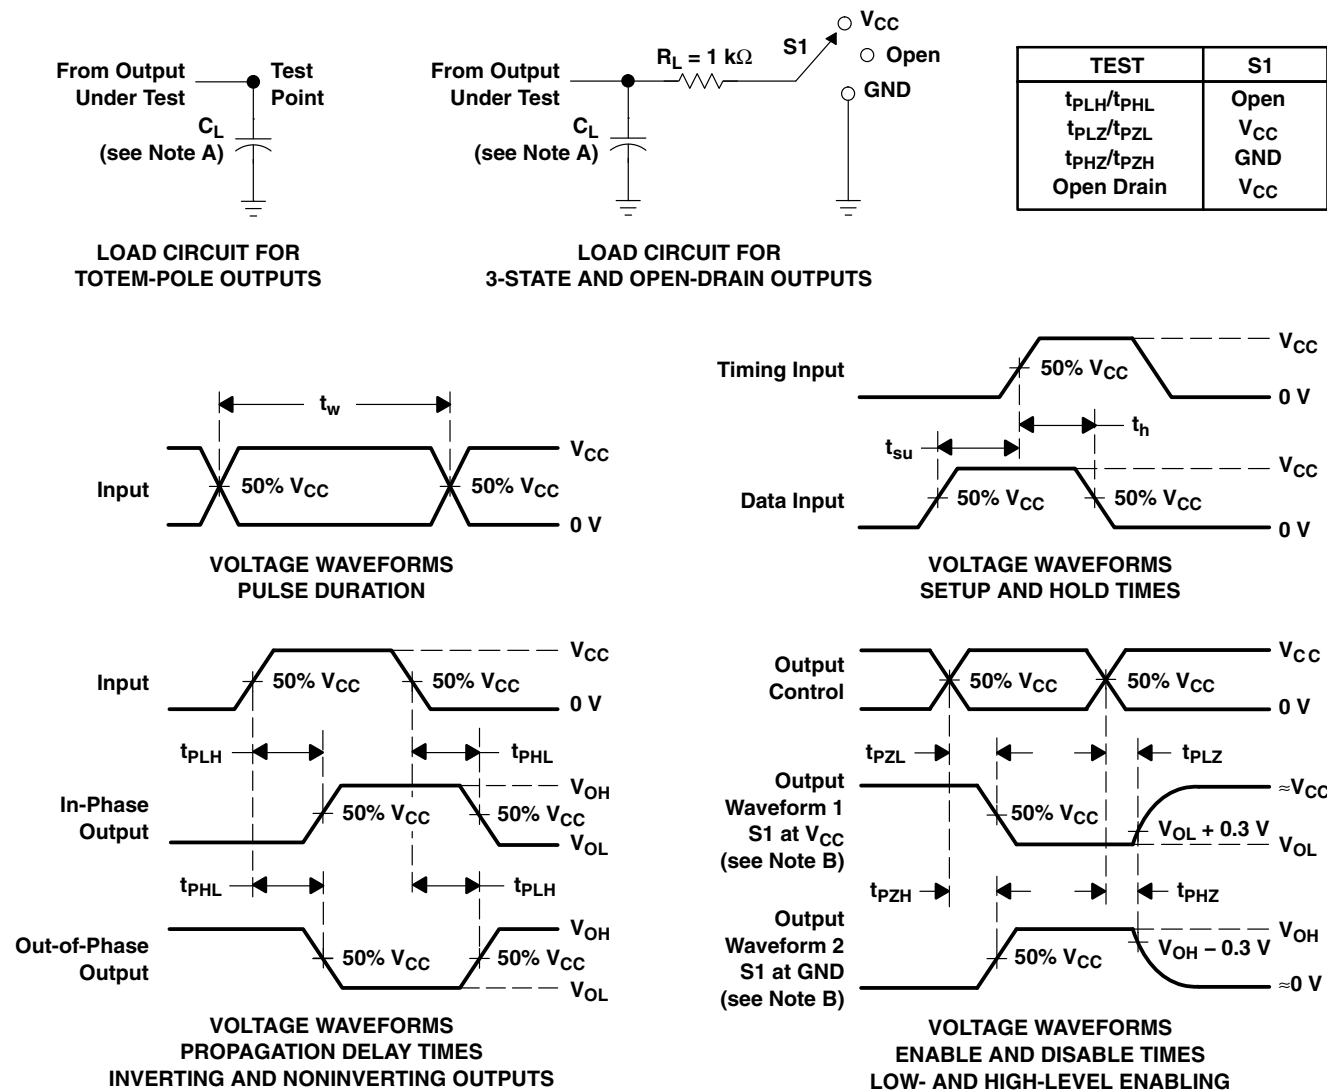 From Output
Under Test
Test
Point
CL
(see Note A)
LOAD CIRCUIT FOR
TOTEM-POLE OUTPUTS
From Output
Under Test
RL = 1 kΩ
S1
VCC
Open
GND
CL
(see Note A)
LOAD CIRCUIT FOR
3-STATE AND OPEN-DRAIN OUTPUTS
TEST S1
tPLH/tPHL Open
tPLZ/tPZL VCC
tPHZ/tPZH GND
Open Drain VCC
tw
Input
50% VCC
50% VCC
VCC
0 V
VOLTAGE WAVEFORMS
PULSE DURATION
Timing Input
50% VCC
VCC
0 V
th
tsu
Data Input
50% VCC
50% VCC
VCC
0 V
VOLTAGE WAVEFORMS
SETUP AND HOLD TIMES
Input
50% VCC
50% VCC
VCC
0 V
tPLH
tPHL
In-Phase
Output
50% VCC
50% VCC
VOH
VOL
tPHL
tPLH
Out-of-Phase
Output
50% VCC
50% VCC
VOH
VOL
VOLTAGE WAVEFORMS
PROPAGATION DELAY TIMES
INVERTING AND NONINVERTING OUTPUTS
Output
Control
50% VCC
50% VCC
VCC
0 V
tPZL
tPLZ
Output
Waveform 1
S1 at VCC
(see Note B)
50% VCC
VOL + 0.3 V
≈VCC
VOL
tPZH
tPHZ
Output
Waveform 2
S1 at GND
(see Note B)
50% VCC
VOH − 0.3 V
VOH
≈0 V
VOLTAGE WAVEFORMS
ENABLE AND DISABLE TIMES
LOW- AND HIGH-LEVEL ENABLING